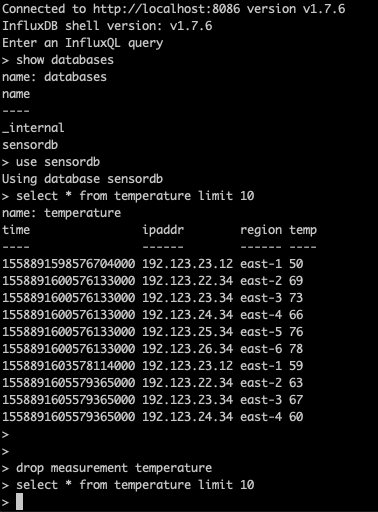 Connected to http://localhost:8086 version v1.7.6
InfluxDB shell version: v1.7.6
Enter an InfluxQL query
> show databases
name: databases
name
----
_internal
sensordb
> use sensordb
Using database sensordb
> select * from temperature limit 10
name: temperature
time ipaddr region temp
---- ------ ------ ----
1558891598576704000 192.123.23.12 east-1 50
1558891600576133000 192.123.22.34 east-2 69
1558891600576133000 192.123.23.34 east-3 73
1558891600576133000 192.123.24.34 east-4 66
1558891600576133000 192.123.25.34 east-5 76
1558891600576133000 192.123.26.34 east-6 78
1558891603578114000 192.123.23.12 east-1 59
1558891605579365000 192.123.22.34 east-2 63
1558891605579365000 192.123.23.34 east-3 67
1558891605579365000 192.123.24.34 east-4 60
>
>
> drop measurement temperature
> select * from temperature limit 10
>